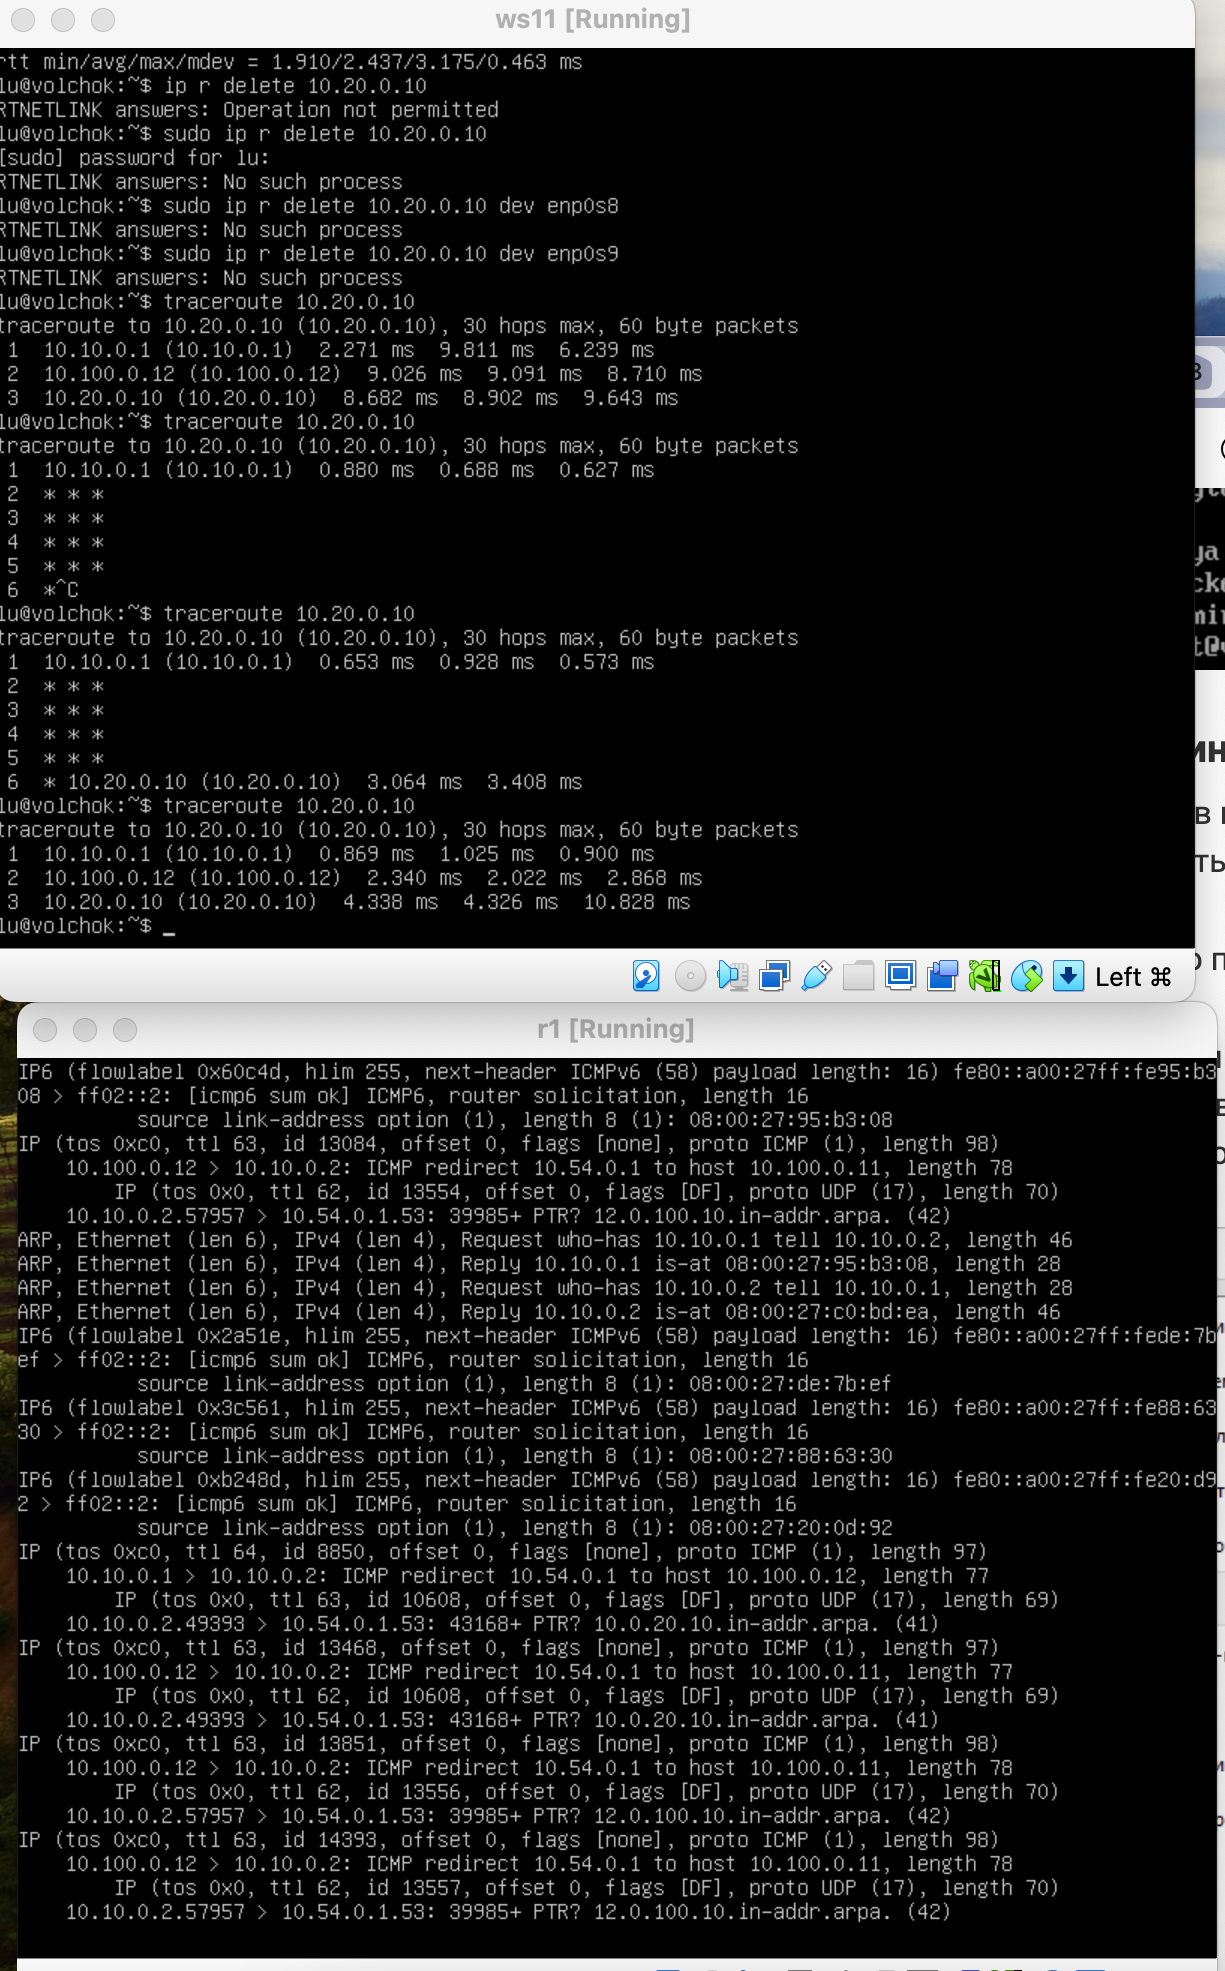 ws11 [Running]
rtt min/avg/max/mdev = 1.910/2.437/3.175/0.463 ms
lu@volchok:~$ ip r delete 10.20.0.10
RTNETLINK answers: Operation not permitted
lu@volchok:~$ sudo ip r delete 10.20.0.10
[sudo] password for lu:
RTNETLINK answers: No such process
lu@volchok:~$ sudo ip r delete 10.20.0.10 dev enp0s8
RTNETLINK answers: No such process
lu@volchok:~$ sudo ip r delete 10.20.0.10 dev enp0s9
RTNETLINK answers: No such process
lu@volchok:~$ traceroute 10.20.0.10
traceroute to 10.20.0.10 (10.20.0.10), 30 hops max, 60 byte packets
1  10.10.0.1 (10.10.0.1)  2.271 ms  9.811 ms  6.239 ms
2  10.100.0.12 (10.100.0.12)  9.026 ms  9.091 ms  8.710 ms
3  10.20.0.10 (10.20.0.10)  8.682 ms  8.902 ms  9.643 ms
lu@volchok:~$ traceroute 10.20.0.10
traceroute to 10.20.0.10 (10.20.0.10), 30 hops max, 60 byte packets
1  10.10.0.1 (10.10.0.1)  0.880 ms  0.688 ms  0.627 ms
2  * * *
3  * * *
4  * * *
5  * * *
6  *^C
lu@volchok:~$ traceroute 10.20.0.10
traceroute to 10.20.0.10 (10.20.0.10), 30 hops max, 60 byte packets
1  10.10.0.1 (10.10.0.1)  0.653 ms  0.928 ms  0.573 ms
2  * * *
3  * * *
4  * * *
5  * * *
6  * 10.20.0.10 (10.20.0.10)  3.064 ms  3.408 ms
lu@volchok:~$ traceroute 10.20.0.10
traceroute to 10.20.0.10 (10.20.0.10), 30 hops max, 60 byte packets
1  10.10.0.1 (10.10.0.1)  0.869 ms  1.025 ms  0.900 ms
2  10.100.0.12 (10.100.0.12)  2.340 ms  2.022 ms  2.868 ms
3  10.20.0.10 (10.20.0.10)  4.338 ms  4.326 ms  10.828 ms
lu@volchok:~$ _
Left ⌘
r1 [Running]
IP6 (flowlabel 0x60c4d, hlim 255, next-header ICMPv6 (58) payload length: 16) fe80::a00:27ff:fe95:b3
08 > ff02::2: [icmp6 sum ok] ICMP6, router solicitation, length 16
source link-address option (1), length 8 (1): 08:00:27:95:b3:08
IP (tos 0xc0, ttl 63, id 13084, offset 0, flags [none], proto ICMP (1), length 98)
10.100.0.12 > 10.10.0.2: ICMP redirect 10.54.0.1 to host 10.100.0.11, length 78
IP (tos 0x0, ttl 62, id 13554, offset 0, flags [DF], proto UDP (17), length 70)
10.10.0.2.57957 > 10.54.0.1.53: 39985+ PTR? 12.0.100.10.in-addr.arpa. (42)
ARP, Ethernet (len 6), IPv4 (len 4), Request who-has 10.10.0.1 tell 10.10.0.2, length 46
ARP, Ethernet (len 6), IPv4 (len 4), Reply 10.10.0.1 is-at 08:00:27:95:b3:08, length 28
ARP, Ethernet (len 6), IPv4 (len 4), Request who-has 10.10.0.2 tell 10.10.0.1, length 28
ARP, Ethernet (len 6), IPv4 (len 4), Reply 10.10.0.2 is-at 08:00:27:c0:bd:ea, length 46
IP6 (flowlabel 0x2a51e, hlim 255, next-header ICMPv6 (58) payload length: 16) fe80::a00:27ff:fede:7b
ef > ff02::2: [icmp6 sum ok] ICMP6, router solicitation, length 16
source link-address option (1), length 8 (1): 08:00:27:de:7b:ef
IP6 (flowlabel 0x3c561, hlim 255, next-header ICMPv6 (58) payload length: 16) fe80::a00:27ff:fe88:63
30 > ff02::2: [icmp6 sum ok] ICMP6, router solicitation, length 16
source link-address option (1), length 8 (1): 08:00:27:88:63:30
IP6 (flowlabel 0xb248d, hlim 255, next-header ICMPv6 (58) payload length: 16) fe80::a00:27ff:fe20:d9
2 > ff02::2: [icmp6 sum ok] ICMP6, router solicitation, length 16
source link-address option (1), length 8 (1): 08:00:27:20:0d:92
IP (tos 0xc0, ttl 64, id 8850, offset 0, flags [none], proto ICMP (1), length 97)
10.10.0.1 > 10.10.0.2: ICMP redirect 10.54.0.1 to host 10.100.0.12, length 77
IP (tos 0x0, ttl 63, id 10608, offset 0, flags [DF], proto UDP (17), length 69)
10.10.0.2.49393 > 10.54.0.1.53: 43168+ PTR? 10.0.20.10.in-addr.arpa. (41)
IP (tos 0xc0, ttl 63, id 13468, offset 0, flags [none], proto ICMP (1), length 97)
10.100.0.12 > 10.10.0.2: ICMP redirect 10.54.0.1 to host 10.100.0.11, length 77
IP (tos 0x0, ttl 62, id 10608, offset 0, flags [DF], proto UDP (17), length 69)
10.10.0.2.49393 > 10.54.0.1.53: 43168+ PTR? 10.0.20.10.in-addr.arpa. (41)
IP (tos 0xc0, ttl 63, id 13851, offset 0, flags [none], proto ICMP (1), length 98)
10.100.0.12 > 10.10.0.2: ICMP redirect 10.54.0.1 to host 10.100.0.11, length 78
IP (tos 0x0, ttl 62, id 13556, offset 0, flags [DF], proto UDP (17), length 70)
10.10.0.2.57957 > 10.54.0.1.53: 39985+ PTR? 12.0.100.10.in-addr.arpa. (42)
IP (tos 0xc0, ttl 63, id 14393, offset 0, flags [none], proto ICMP (1), length 98)
10.100.0.12 > 10.10.0.2: ICMP redirect 10.54.0.1 to host 10.100.0.11, length 78
IP (tos 0x0, ttl 62, id 13557, offset 0, flags [DF], proto UDP (17), length 70)
10.10.0.2.57957 > 10.54.0.1.53: 39985+ PTR? 12.0.100.10.in-addr.arpa. (42)